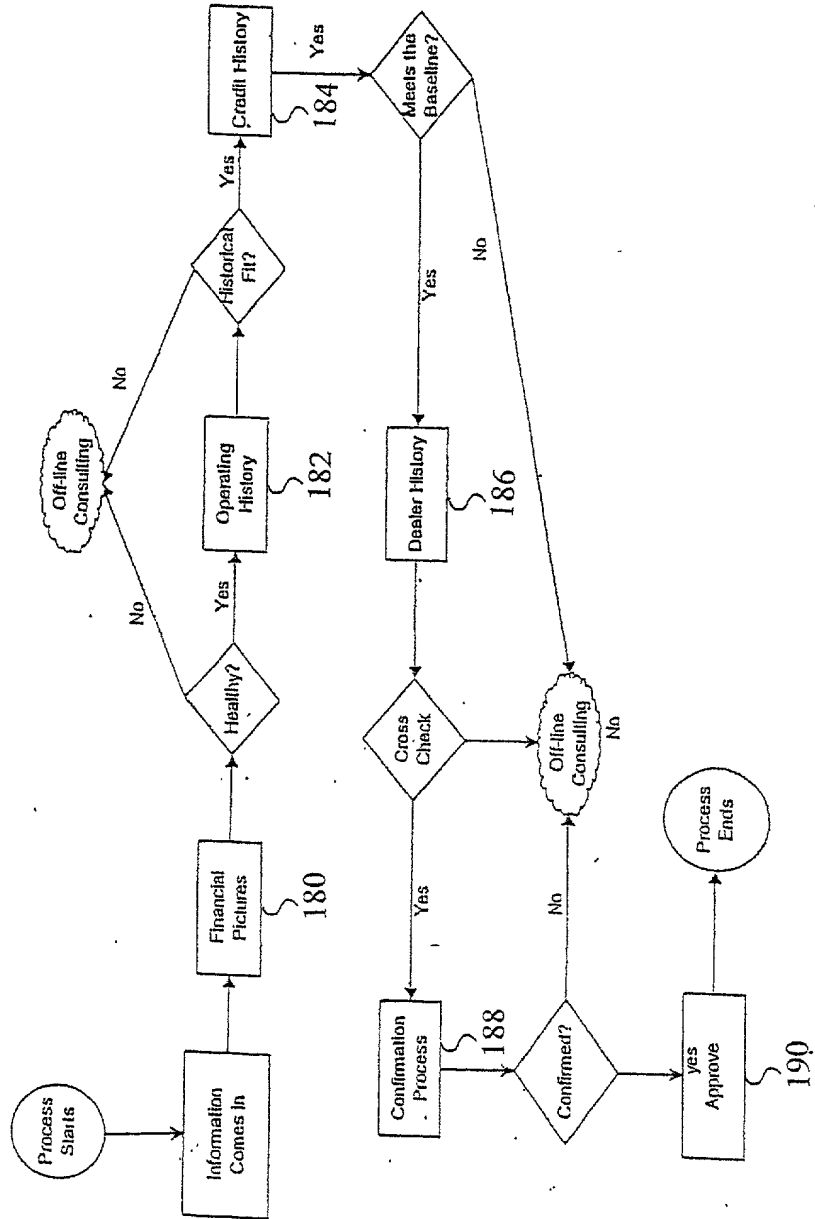 Process
Starts
Information
Comes In
Financial
Pictures
180
Healthy?
No
Yes
Off-line
Consulting
Operating
History
182
Historical
Fit?
No
Yes
Credit History
184
Yes
Meets the
Baseline?
Yes
No
Dealer History
186
Cross
Check
Off-line
Consulting
No
Yes
Confirmation
Process
188
Confirmed?
No
yes
Approve
190
Process
Ends